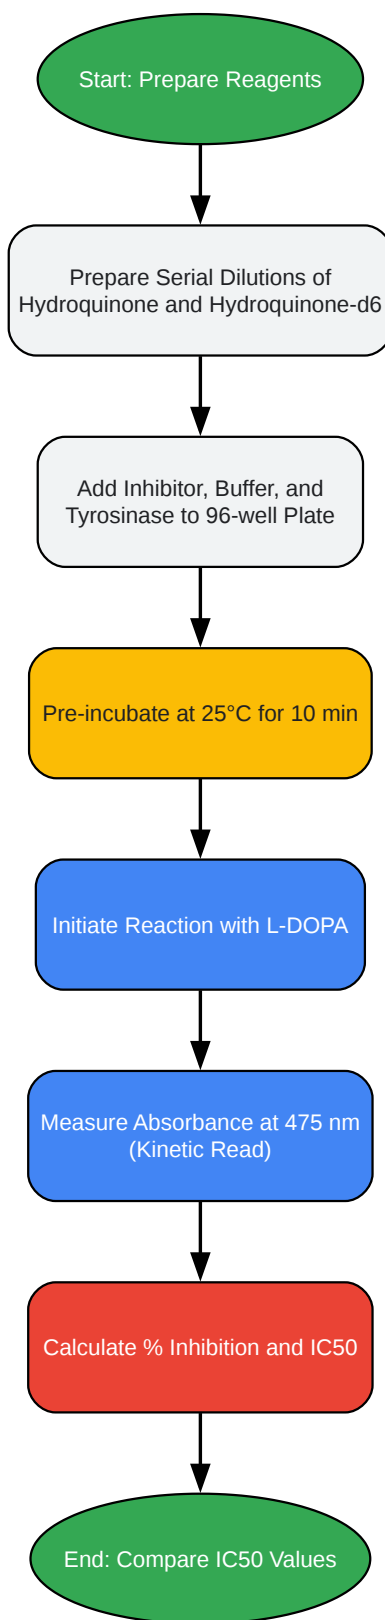 Start: Prepare Reagents
Prepare Serial Dilutions of
Hydroquinone and Hydroquinone-d6
Add Inhibitor, Buffer, and
Tyrosinase to 96-well Plate
Pre-incubate at 25°C for 10 min
Initiate Reaction with L-DOPA
Measure Absorbance at 475 nm
(Kinetic Read)
Calculate % Inhibition and IC50
End: Compare IC50 Values